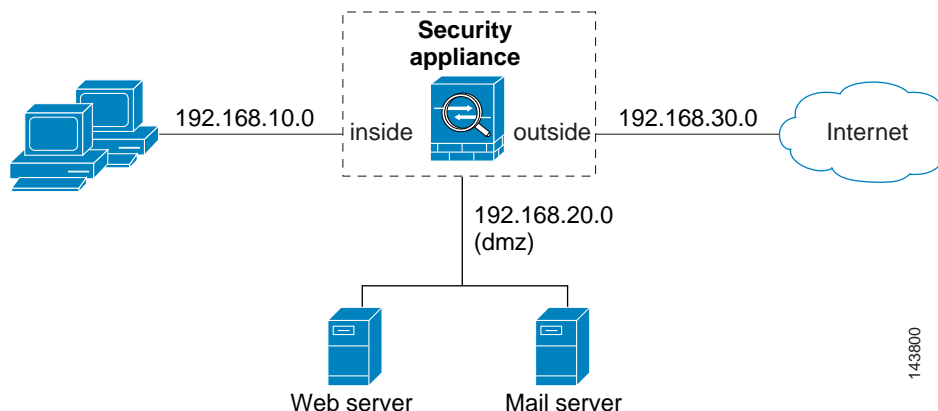 Security
appliance
192.168.10.0
inside
outside
192.168.30.0
Internet
192.168.20.0
(dmz)
Web server
Mail server
143800